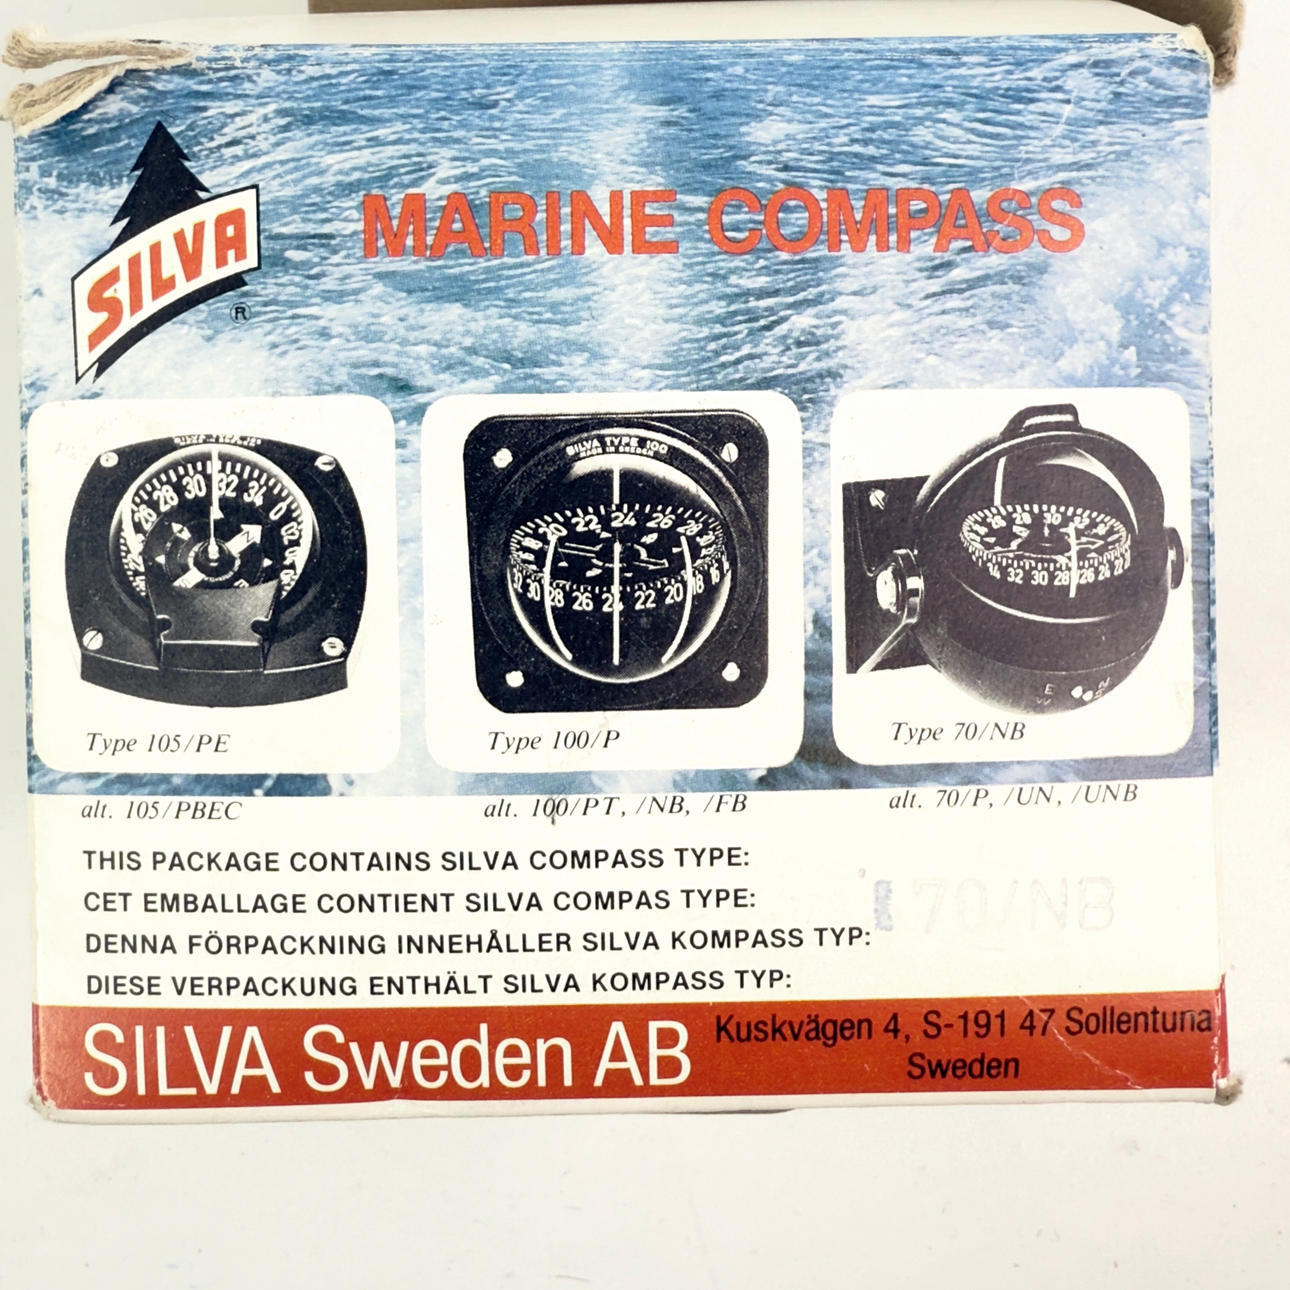 SILVA
®
MARINE COMPASS
SILVA TYPE 100
MADE IN SWEDEN
Type 105/PE
Type 100/P
Type 70/NB
alt. 105/PBEC
alt. 100/PT, /NB, /FB
alt. 70/P, /UN, /UNB
THIS PACKAGE CONTAINS SILVA COMPASS TYPE:
CET EMBALLAGE CONTIENT SILVA COMPAS TYPE:
70/NB
DENNA FÖRPACKNING INNEHÅLLER SILVA KOMPASS TYP:
DIESE VERPACKUNG ENTHÄLT SILVA KOMPASS TYP:
SILVA Sweden AB
Kuskvägen 4, S-191 47 Sollentuna
Sweden